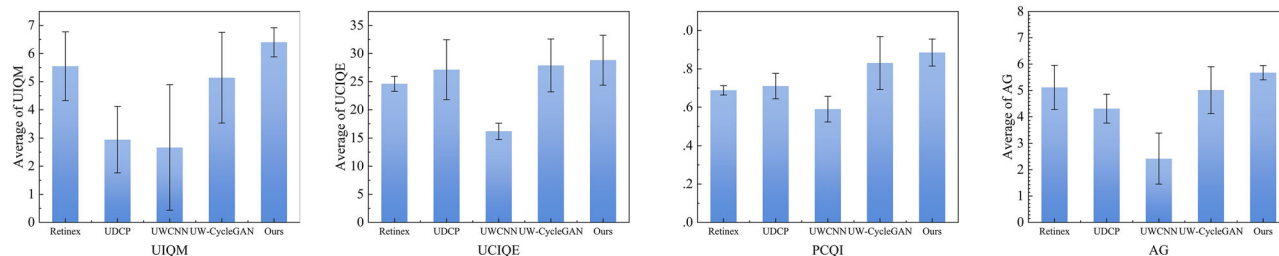 Average of UIQM
7
6
5
4
3
2
1
0
Retinex UDCP UWCNN UW-CycleGAN Ours
UIQM
Average of UCIQE
40
35
30
25
20
15
10
5
0
Retinex UDCP UWCNN UW-CycleGAN Ours
UCIQE
.0
.8
.6
.4
.2
.0
Retinex UDCP UWCNN UW-CycleGAN Ours
PCQI
Average of AG
8
7
6
5
4
3
2
1
0
Retinex UDCP UWCNN UW-CycleGAN Ours
AG